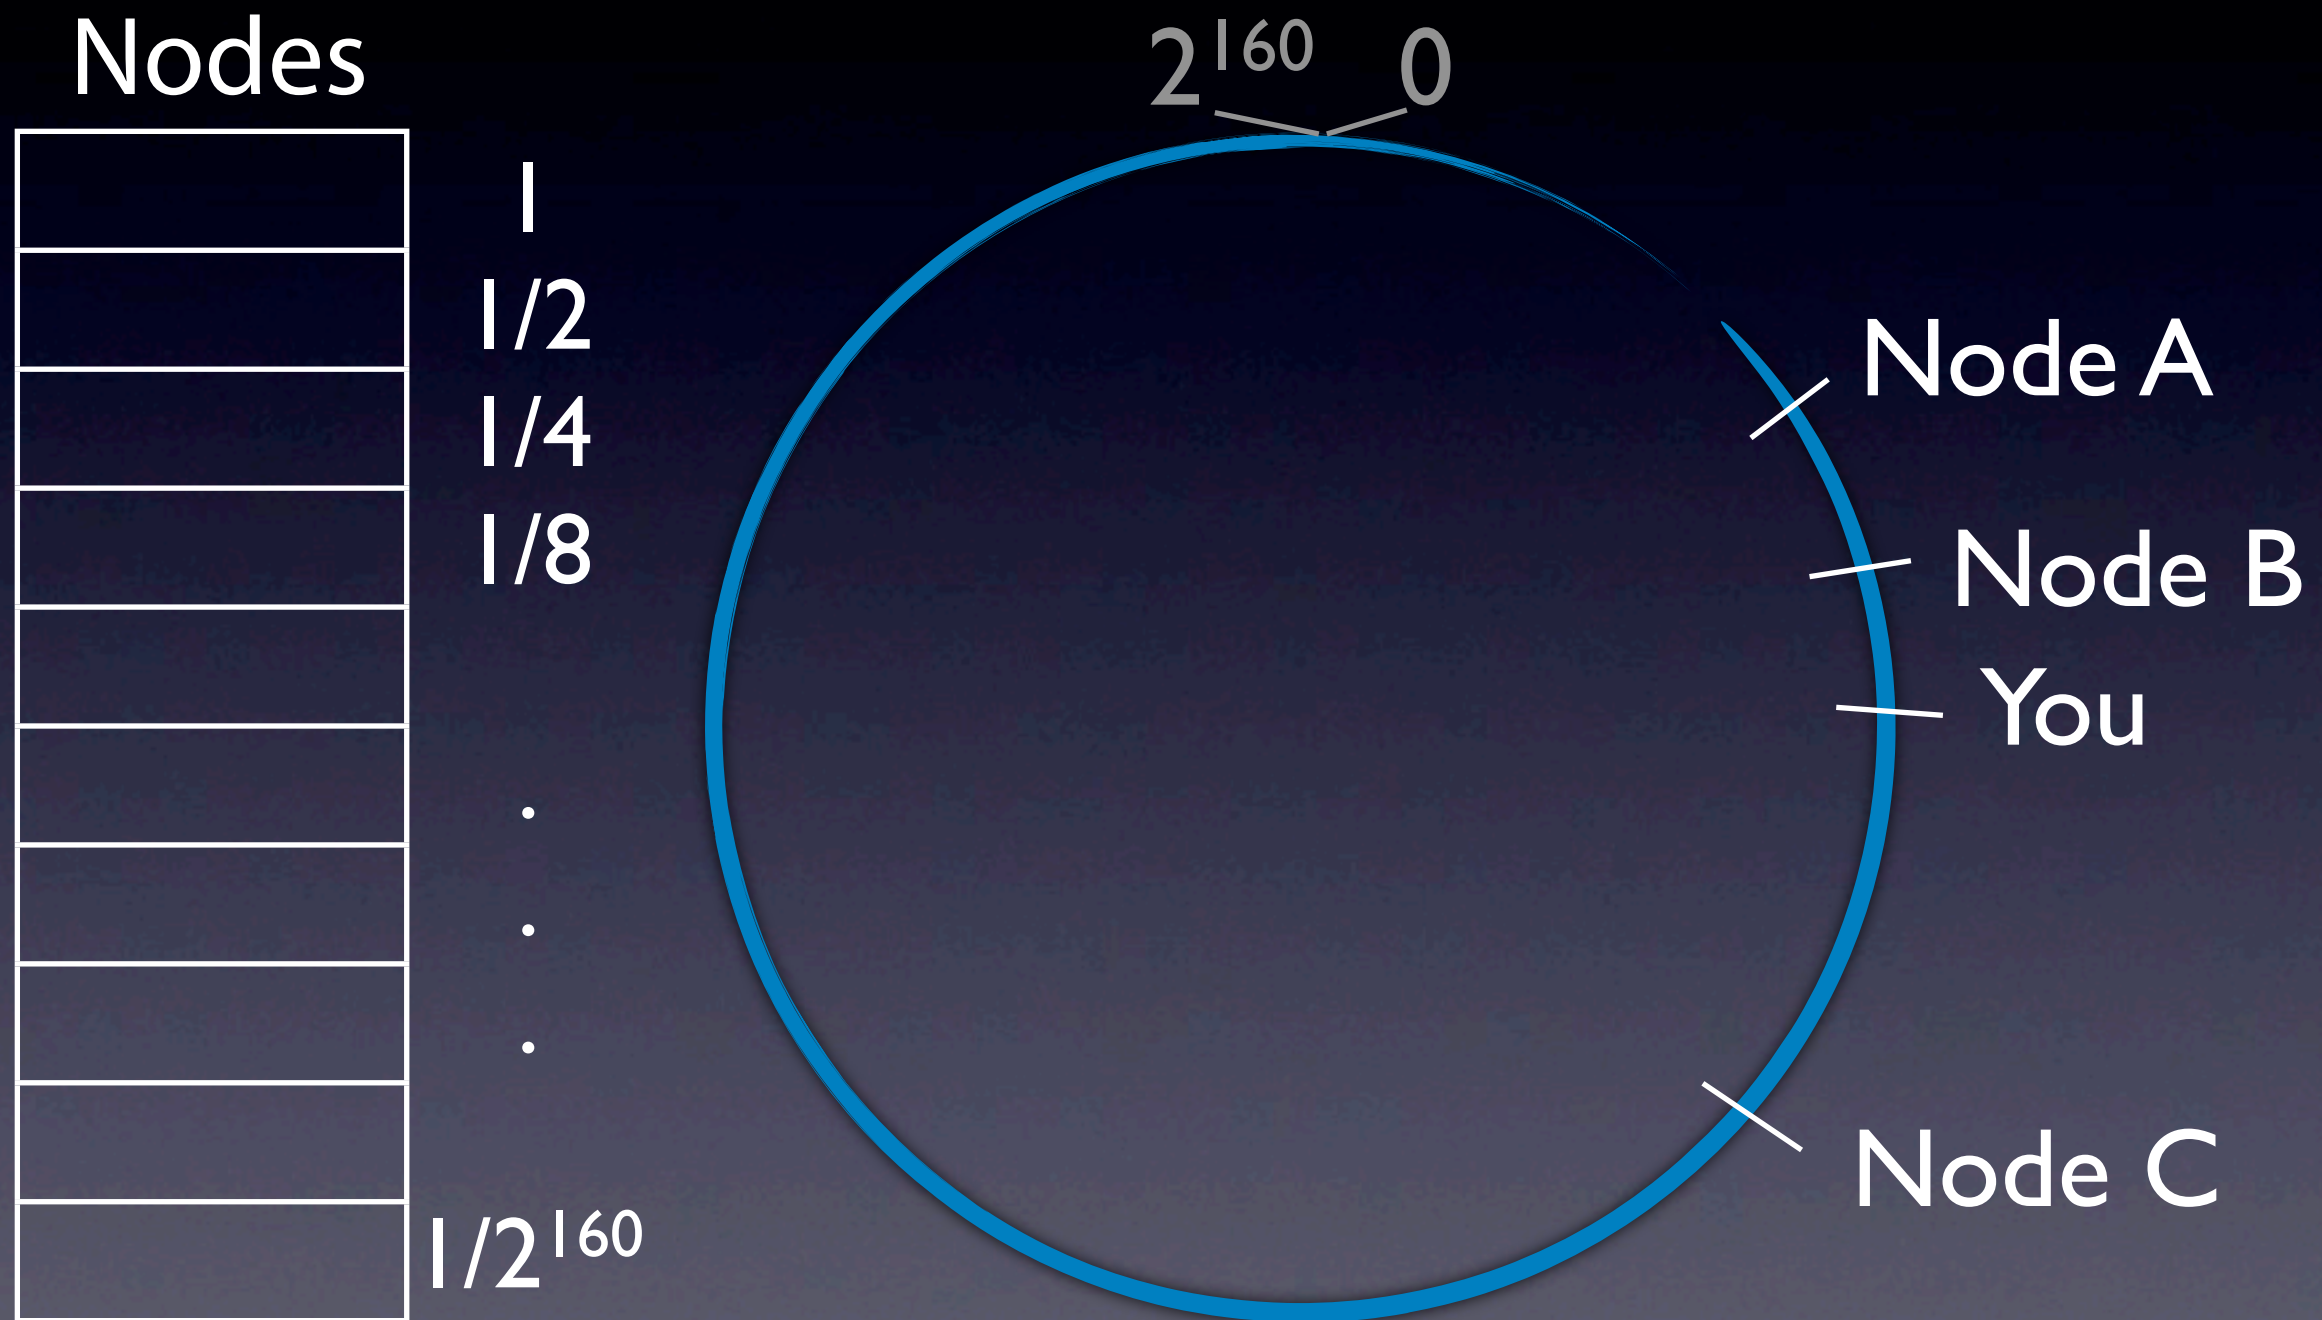 Nodes
1
1/2
1/4
1/8
.
.
.
1/2¹⁶⁰
2¹⁶⁰ 0
Node A
Node B
You
Node C